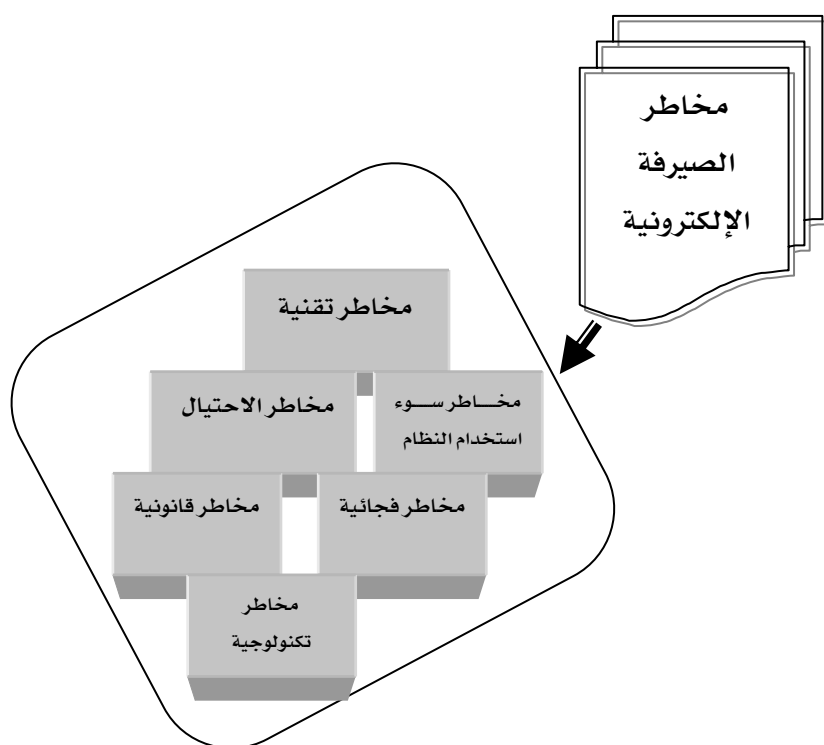 مخاطر
الصيرفة
الإلكترونية
مخاطر تقنية
مخـــاطر ســـوء
استخدام النظام
مخاطر الاحتيال
مخاطر فجائية
مخاطر قانونية
مخاطر
تكنولوجية